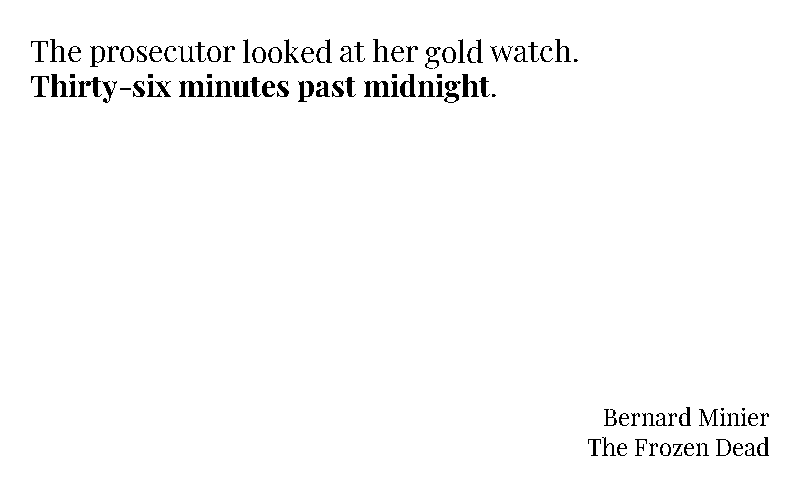 The prosecutor looked at her gold watch.
Thirty-six minutes past midnight.
Bernard Minier
The Frozen Dead